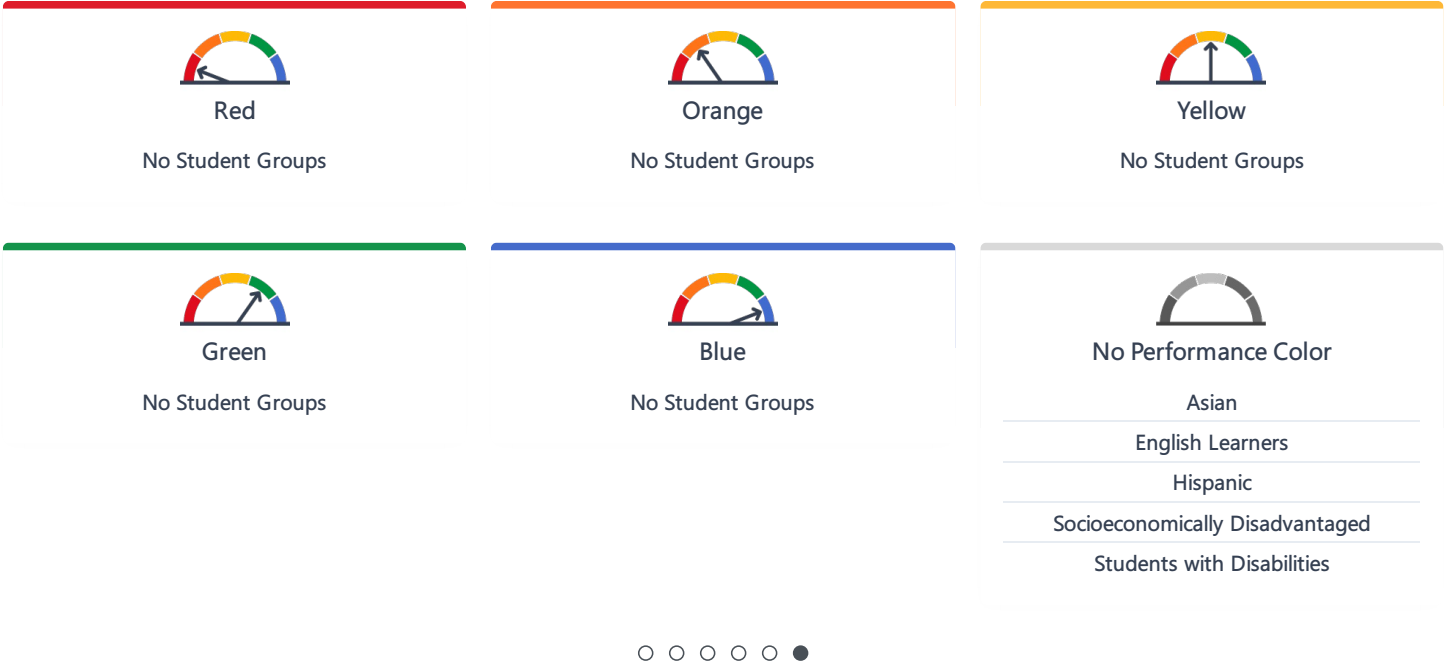 Red
No Student Groups
Orange
No Student Groups
Yellow
No Student Groups
Green
No Student Groups
Blue
No Student Groups
No Performance Color
Asian
English Learners
Hispanic
Socioeconomically Disadvantaged
Students with Disabilities